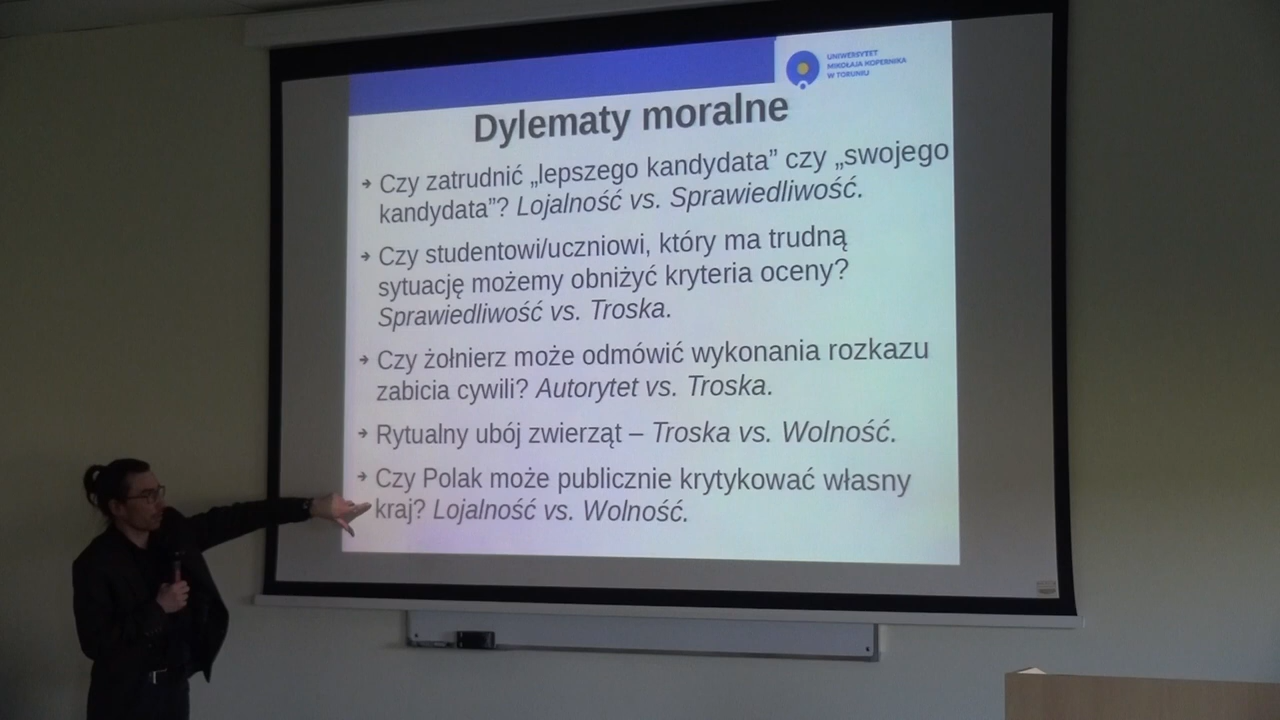 UNIWERSYTET
MIKOŁAJA KOPERNIKA
W TORUNIU
Dylematy moralne
Czy zatrudnić „lepszego kandydata” czy „swojego
kandydata”? Lojalność vs. Sprawiedliwość.
Czy studentowi/uczniowi, który ma trudną
sytuację możemy obniżyć kryteria oceny?
Sprawiedliwość vs. Troska.
Czy żołnierz może odmówić wykonania rozkazu
zabicia cywili? Autorytet vs. Troska.
Rytualny ubój zwierząt – Troska vs. Wolność.
Czy Polak może publicznie krytykować własny
kraj? Lojalność vs. Wolność.